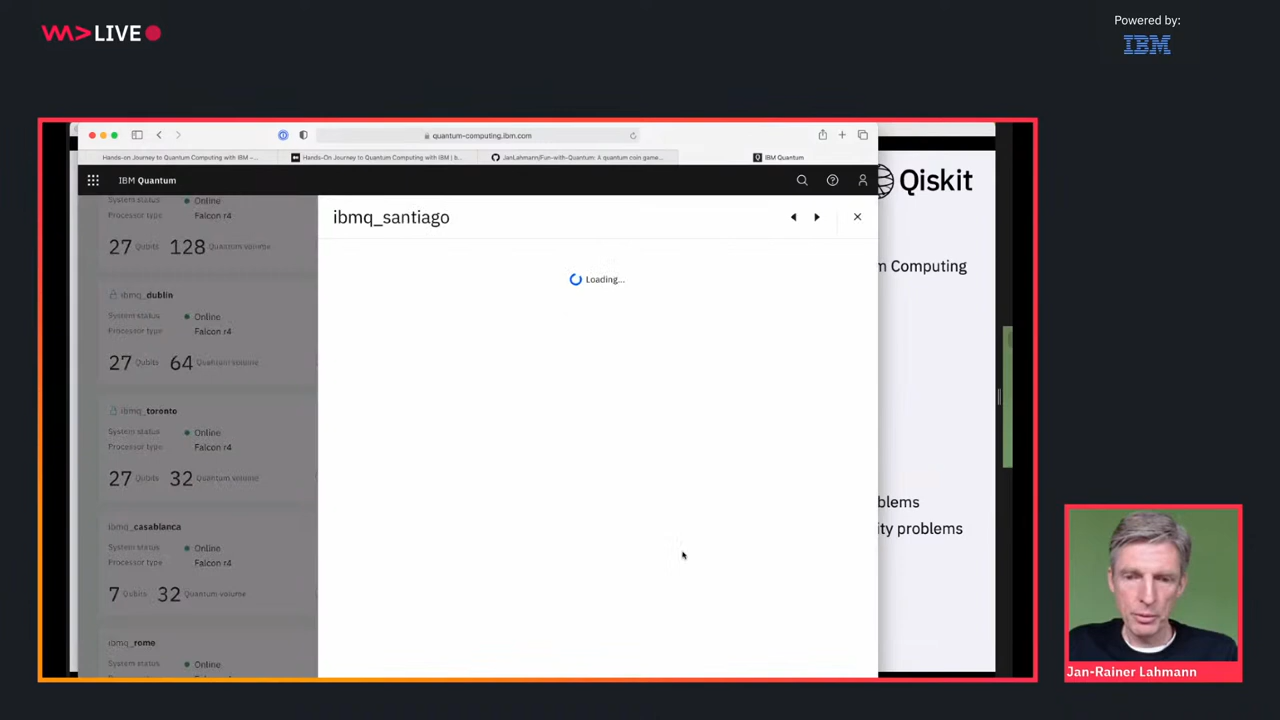 LIVE
Powered by:
IBM
quantum-computing.ibm.com
Hands-on Journey to Quantum Computing with IBM –...
Hands-On Journey to Quantum Computing with IBM | b...
JanLahmann/Fun-with-Quantum: A quantum coin game...
IBM Quantum
IBM Quantum
Qiskit
System status Online
Processor type Falcon r4
27 Qubits 128 Quantum volume
ibmq_santiago
Loading...
m Computing
ibmq_dublin
System status Online
Processor type Falcon r4
27 Qubits 64 Quantum volume
ibmq_toronto
System status Online
Processor type Falcon r4
27 Qubits 32 Quantum volume
ibmq_casablanca
System status Online
Processor type Falcon r4
7 Qubits 32 Quantum volume
ibmq_rome
System status Online
blems
ity problems
Jan-Rainer Lahmann